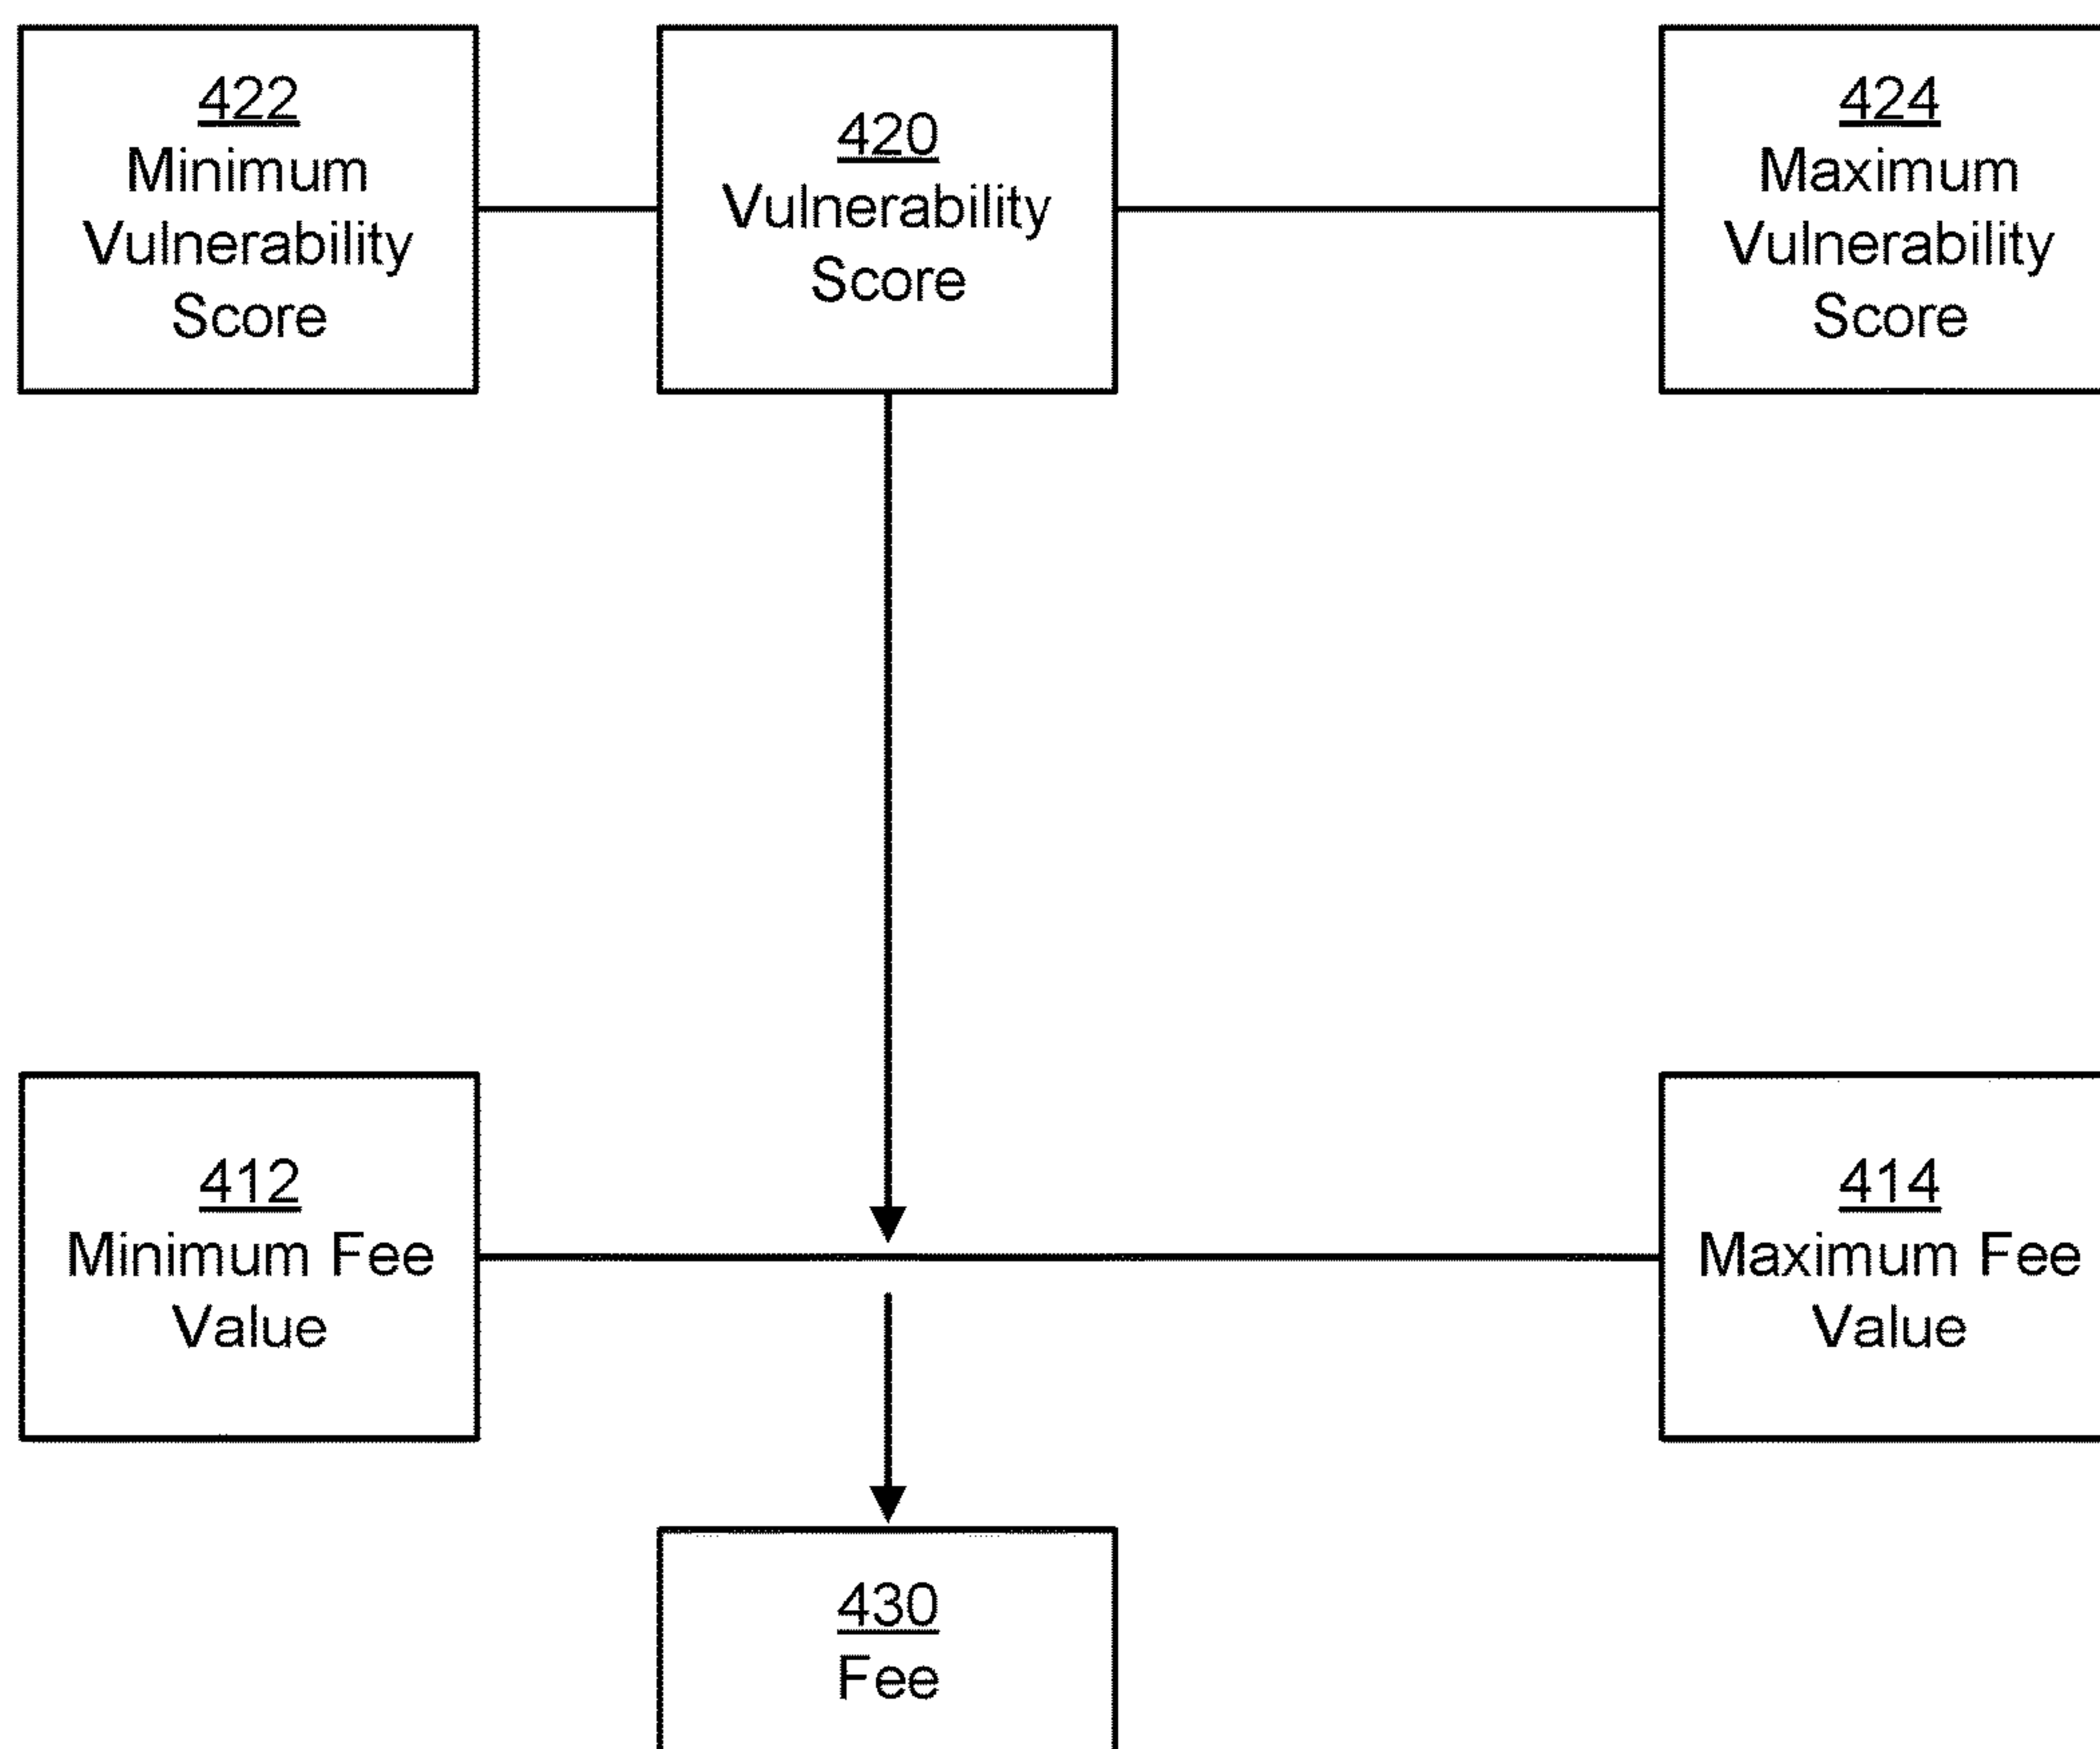 422
Minimum
Vulnerability
Score
420
Vulnerability
Score
424
Maximum
Vulnerability
Score
412
Minimum Fee
Value
414
Maximum Fee
Value
430
Fee